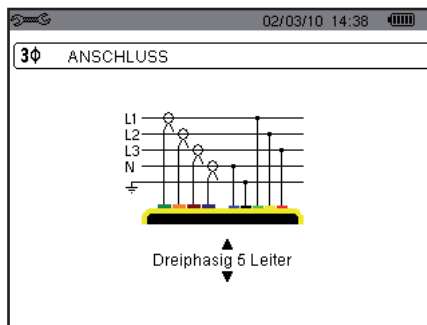 02/03/10 14:38
3Φ ANSCHLUSS
L1
L2
L3
N
Dreiphasig 5 Leiter